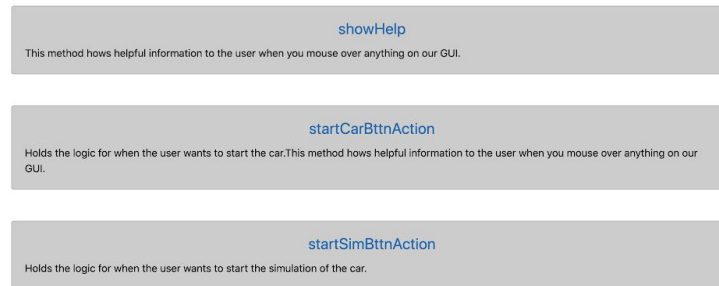 showHelp
This method hows helpful information to the user when you mouse over anything on our GUI.
startCarBttnAction
Holds the logic for when the user wants to start the car.This method hows helpful information to the user when you mouse over anything on our
GUI.
startSimBttnAction
Holds the logic for when the user wants to start the simulation of the car.